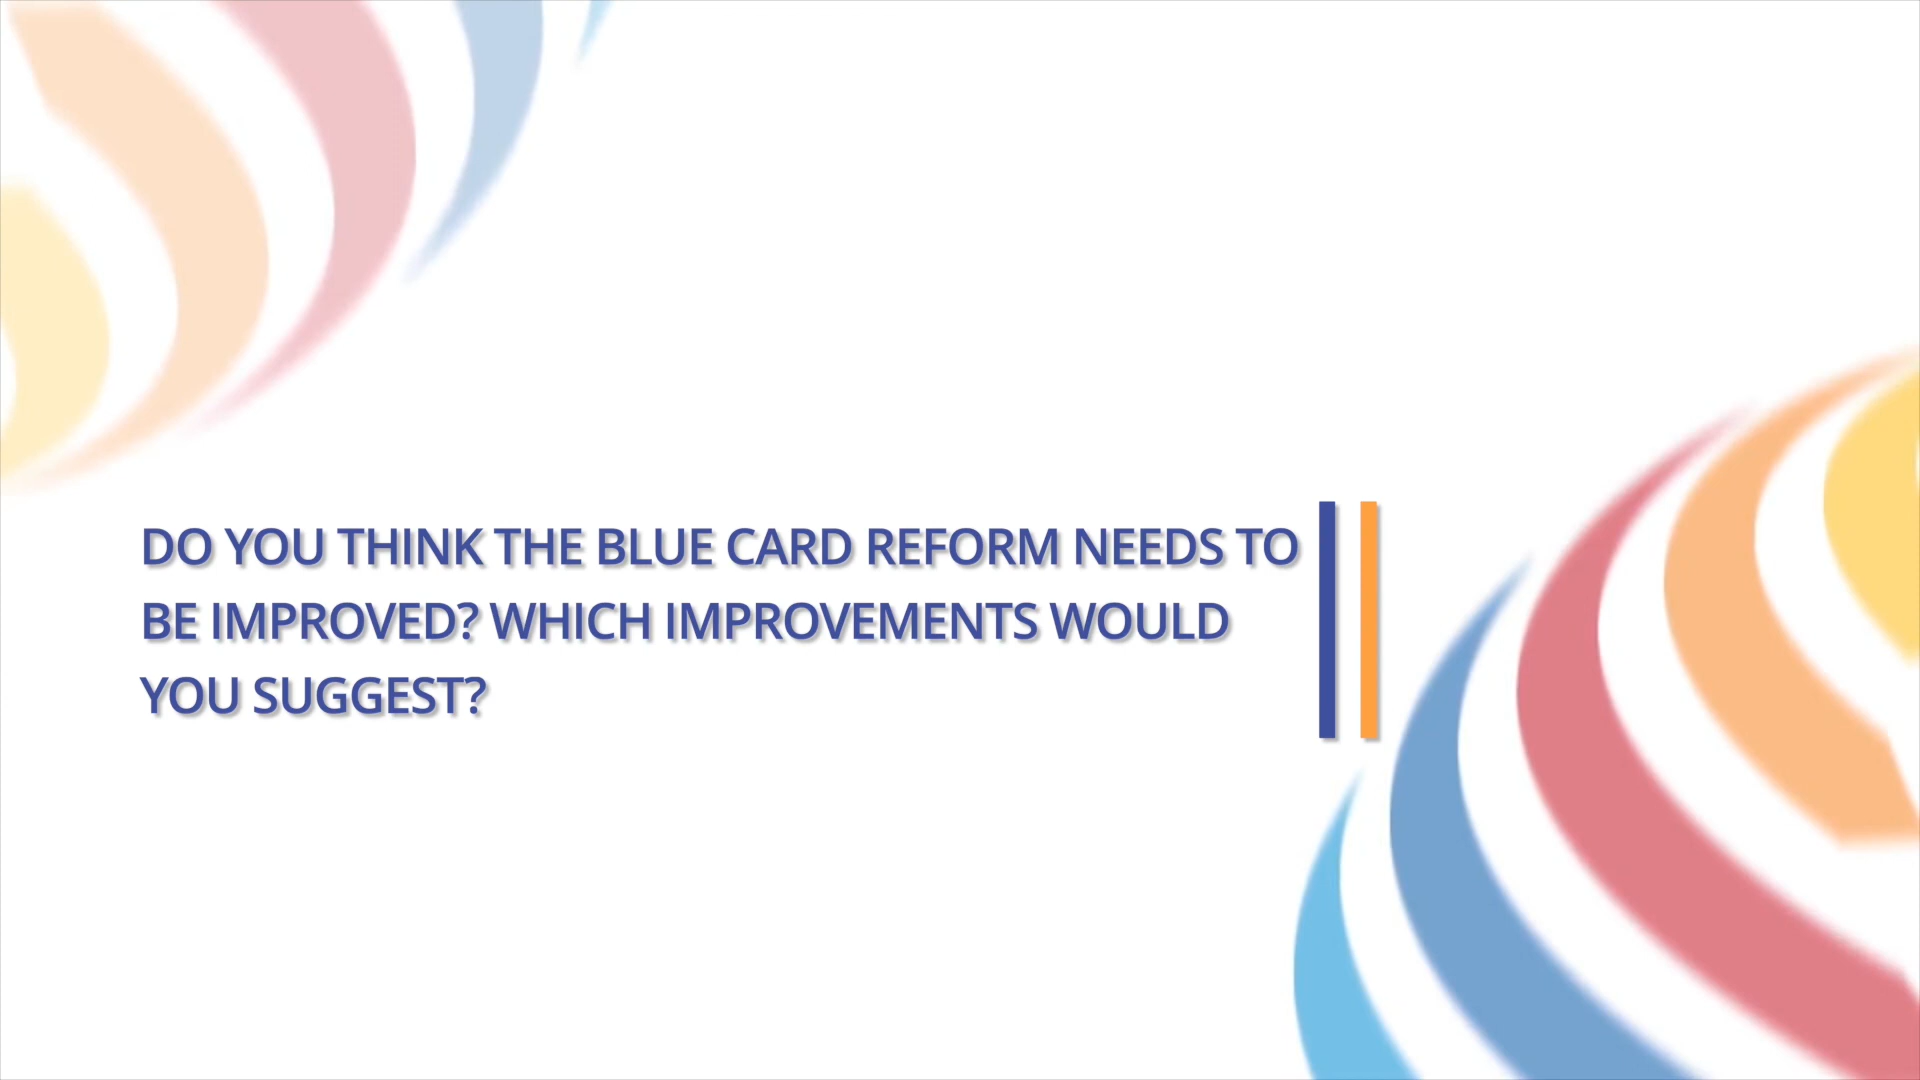 DO YOU THINK THE BLUE CARD REFORM NEEDS TO
BE IMPROVED? WHICH IMPROVEMENTS WOULD
YOU SUGGEST?